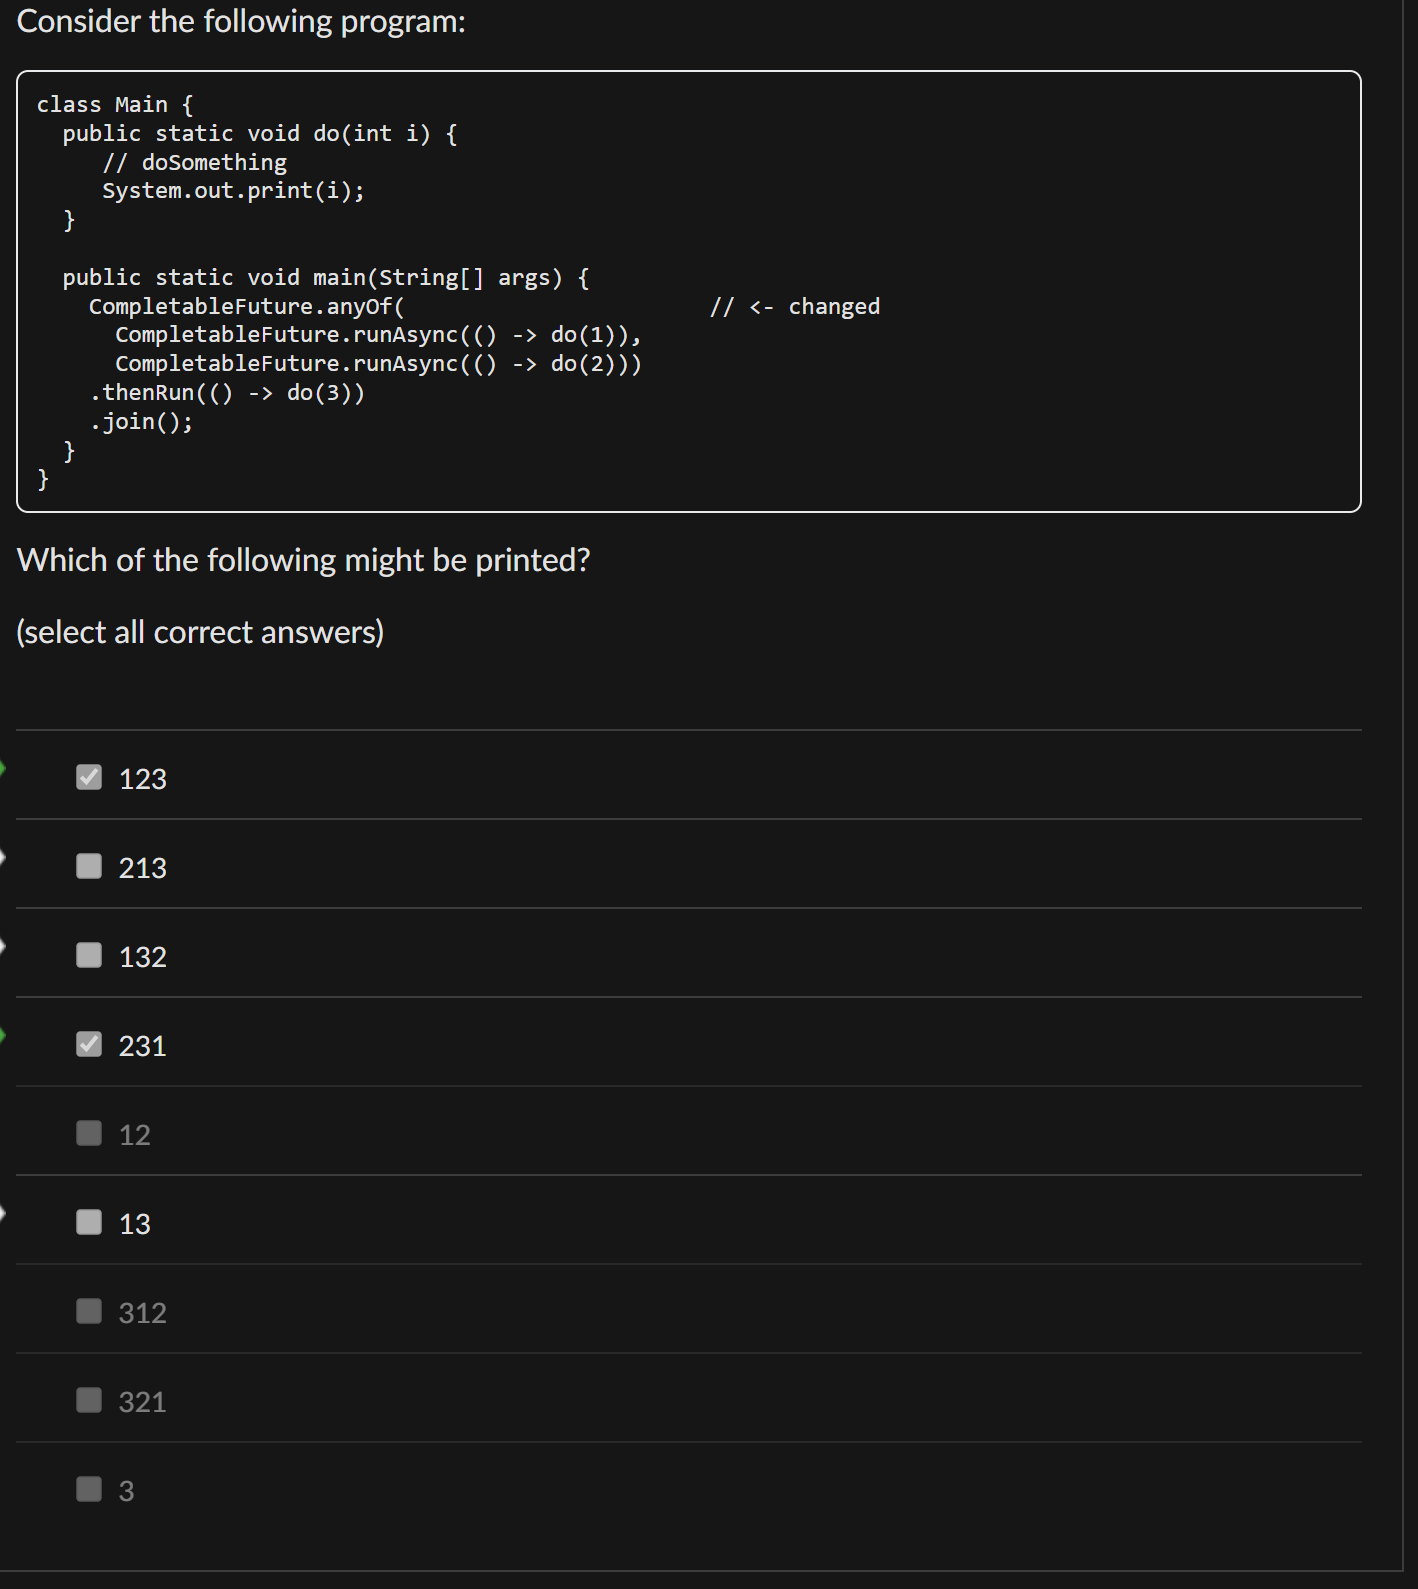 Consider the following program:
class Main {
  public static void do(int i) {
     // doSomething
     System.out.print(i);
  }

  public static void main(String[] args) {
    CompletableFuture.anyOf(                       // <- changed
      CompletableFuture.runAsync(() -> do(1)),
      CompletableFuture.runAsync(() -> do(2)))
    .thenRun(() -> do(3))
    .join();
  }
}
Which of the following might be printed?
(select all correct answers)
123
213
132
231
12
13
312
321
3